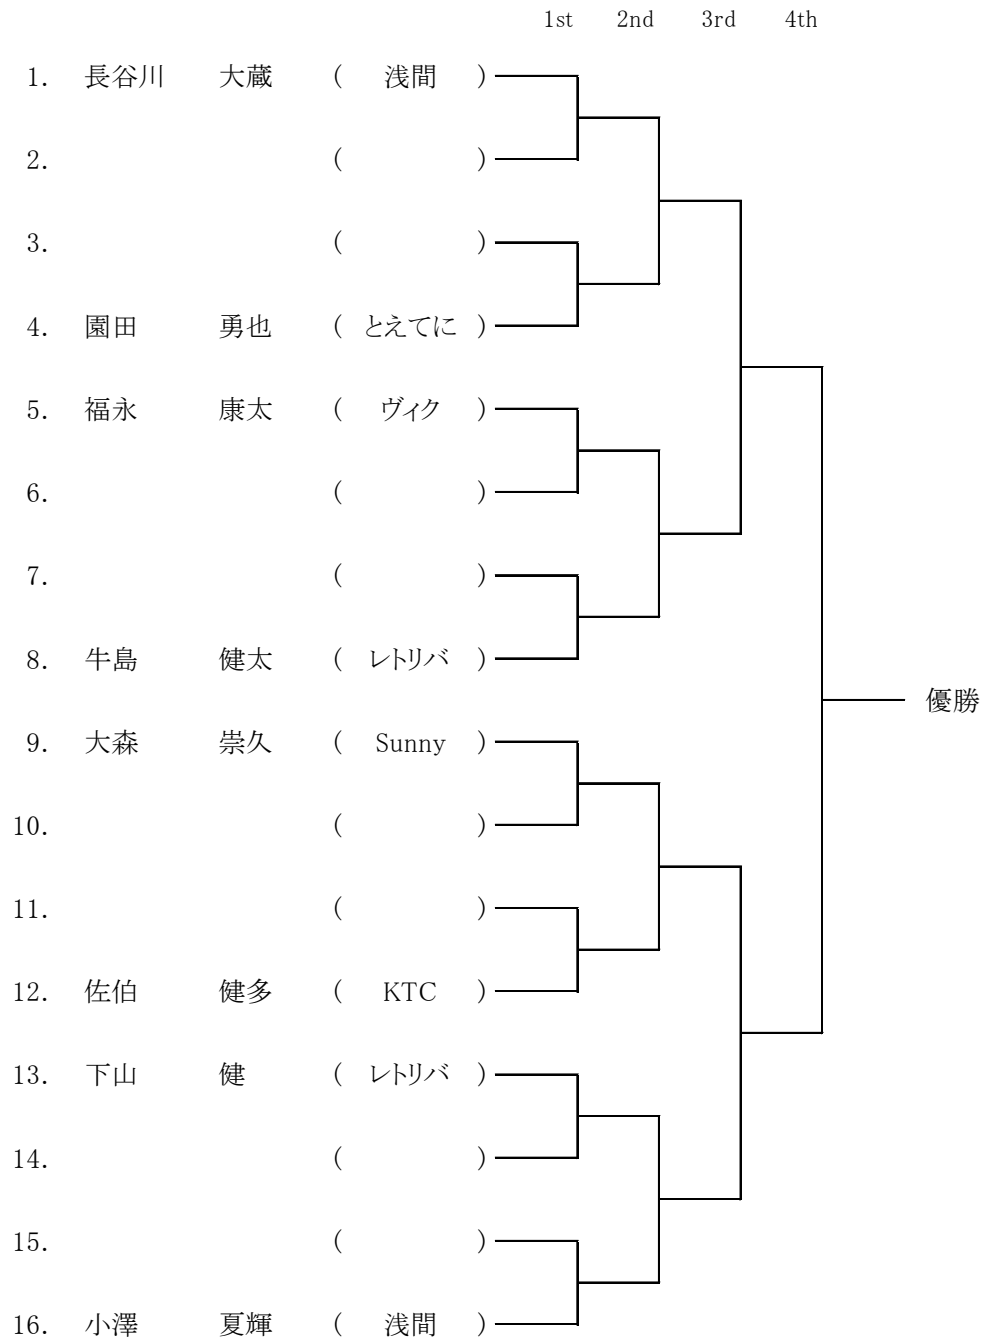 1st 2nd 3rd 4th
1. 長谷川 大蔵 ( 浅間 )
2. ( )
3. ( )
4. 園田 勇也 ( とえてに )
5. 福永 康太 ( ヴィク )
6. ( )
7. ( )
8. 牛島 健太 ( レトリバ )
優勝
9. 大森 崇久 ( Sunny )
10. ( )
11. ( )
12. 佐伯 健多 ( KTC )
13. 下山 健 ( レトリバ )
14. ( )
15. ( )
16. 小澤 夏輝 ( 浅間 )